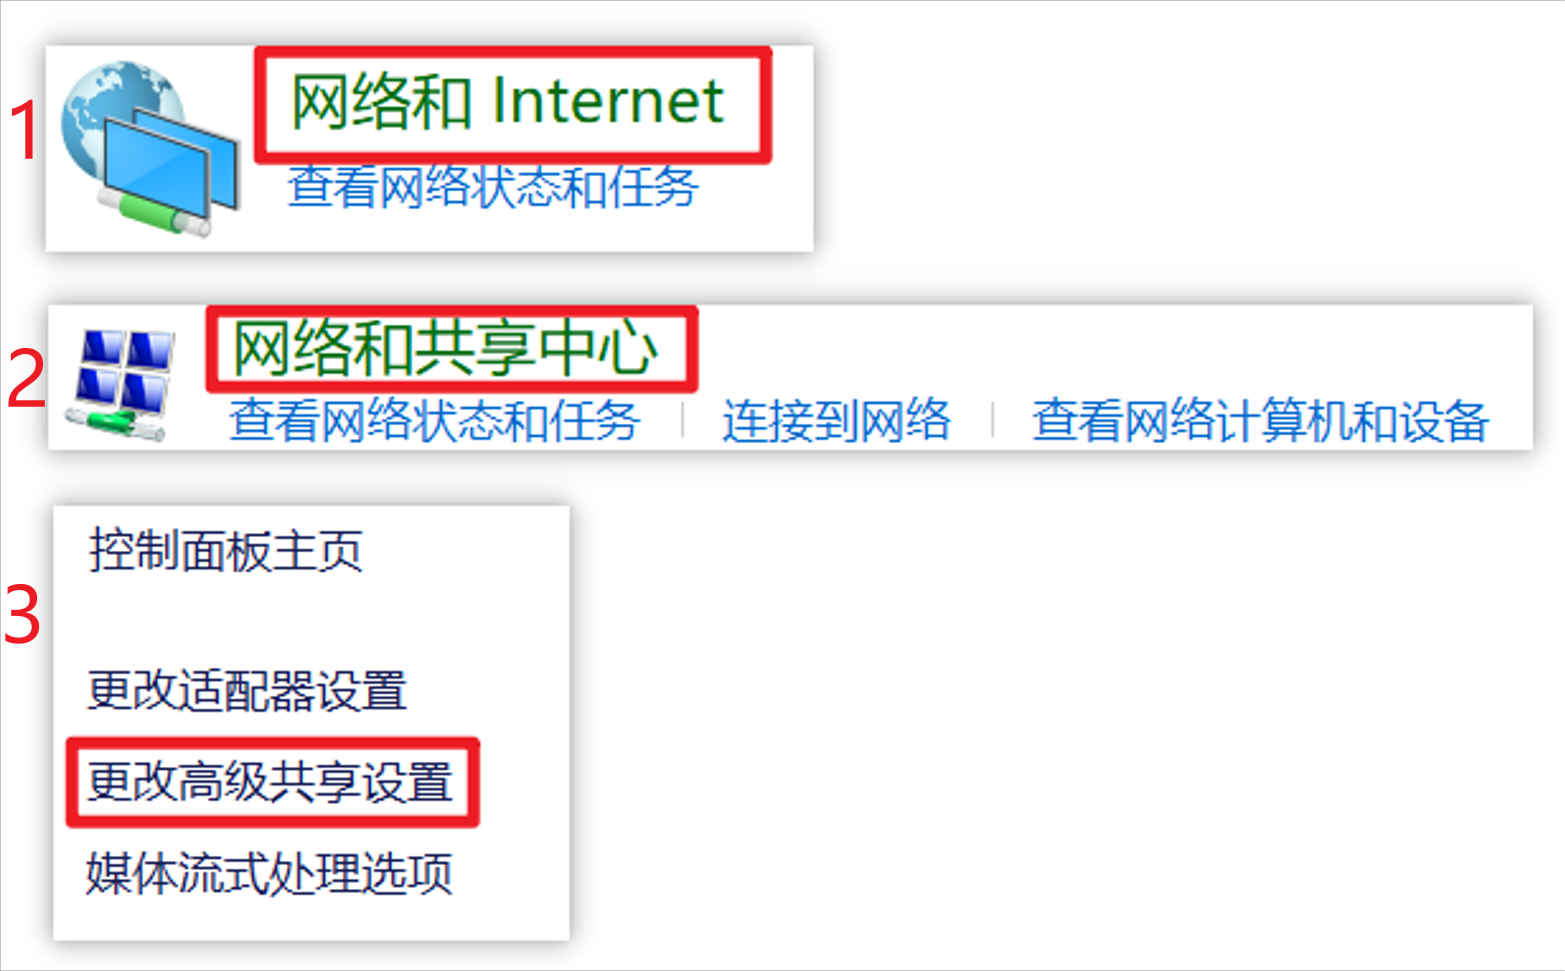 1
网络和 Internet
查看网络状态和任务
2
网络和共享中心
查看网络状态和任务 连接到网络 查看网络计算机和设备
3
控制面板主页
更改适配器设置
更改高级共享设置
媒体流式处理选项